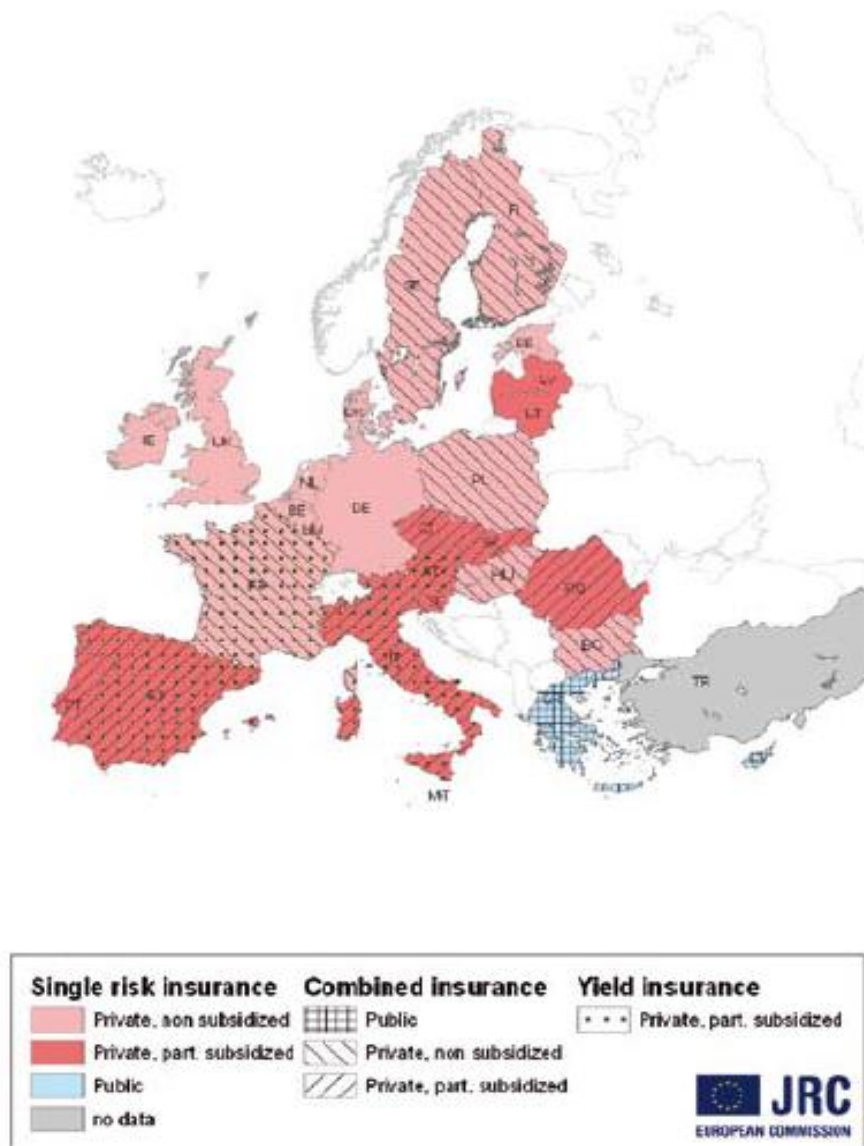 FI
SE
EE
LV
LT
DK
IE
UK
NL
PL
BE
DE
LU
CZ
FR
AT
HU
RO
IT
BG
PT
ES
TR
MT
Single risk insurance
Private, non subsidized
Private, part. subsidized
Public
no data
Combined insurance
Public
Private, non subsidized
Private, part. subsidized
Yield insurance
Private, part. subsidized
JRC
EUROPEAN COMMISSION